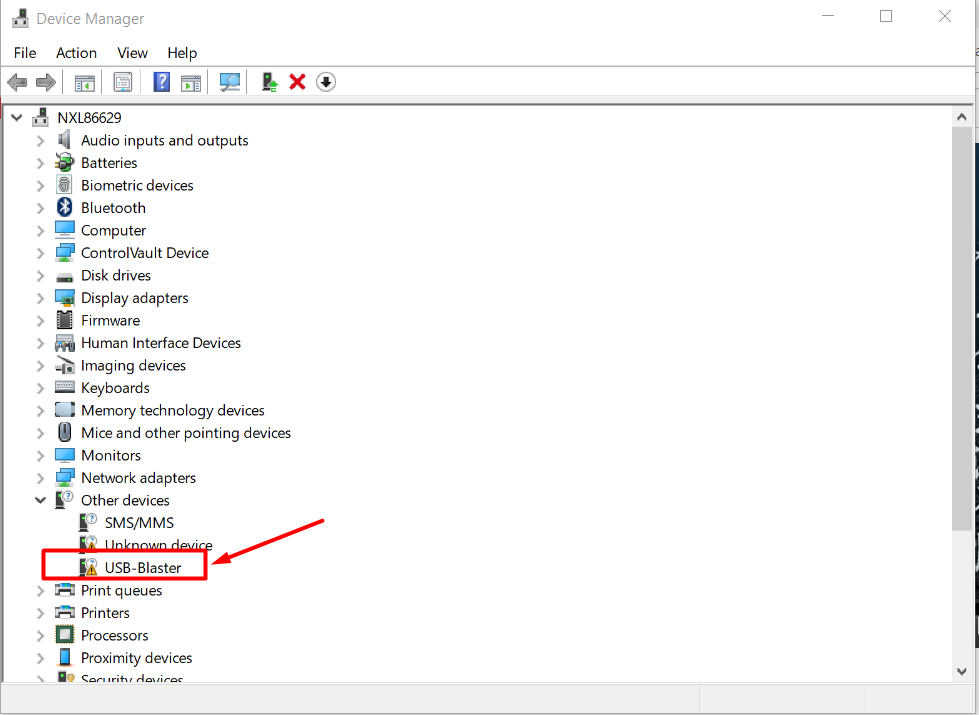 Device Manager
File Action View Help
NXL86629
Audio inputs and outputs
Batteries
Biometric devices
Bluetooth
Computer
ControlVault Device
Disk drives
Display adapters
Firmware
Human Interface Devices
Imaging devices
Keyboards
Memory technology devices
Mice and other pointing devices
Monitors
Network adapters
Other devices
SMS/MMS
Unknown device
USB-Blaster
Print queues
Printers
Processors
Proximity devices
Security devices